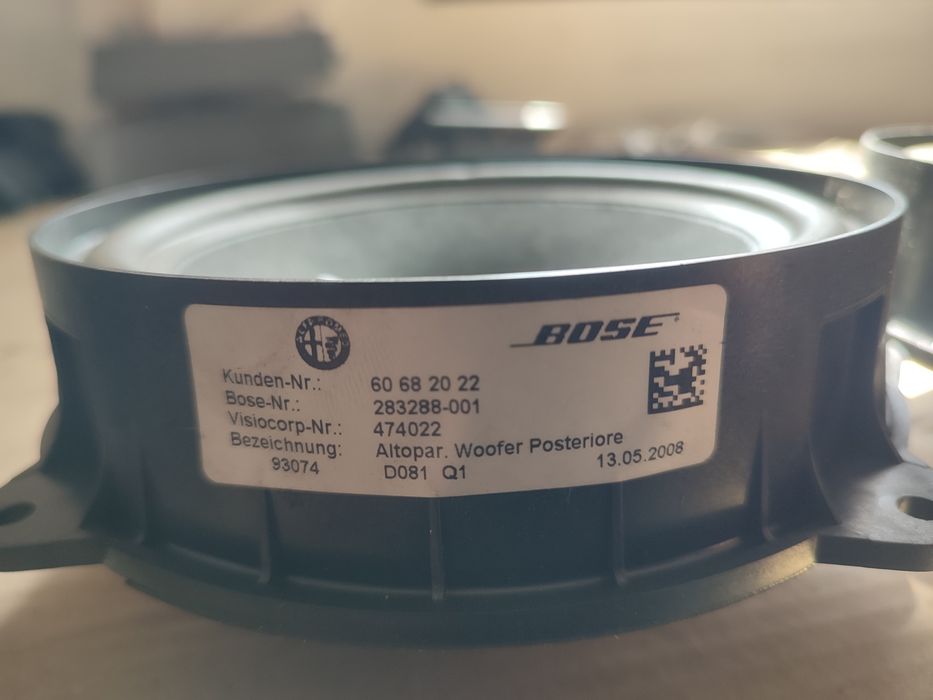 BOSE
Kunden-Nr.: 60 68 20 22
Bose-Nr.: 283288-001
Visiocorp-Nr.: 474022
Bezeichnung: Altopar. Woofer Posteriore
93074 D081 Q1 13.05.2008